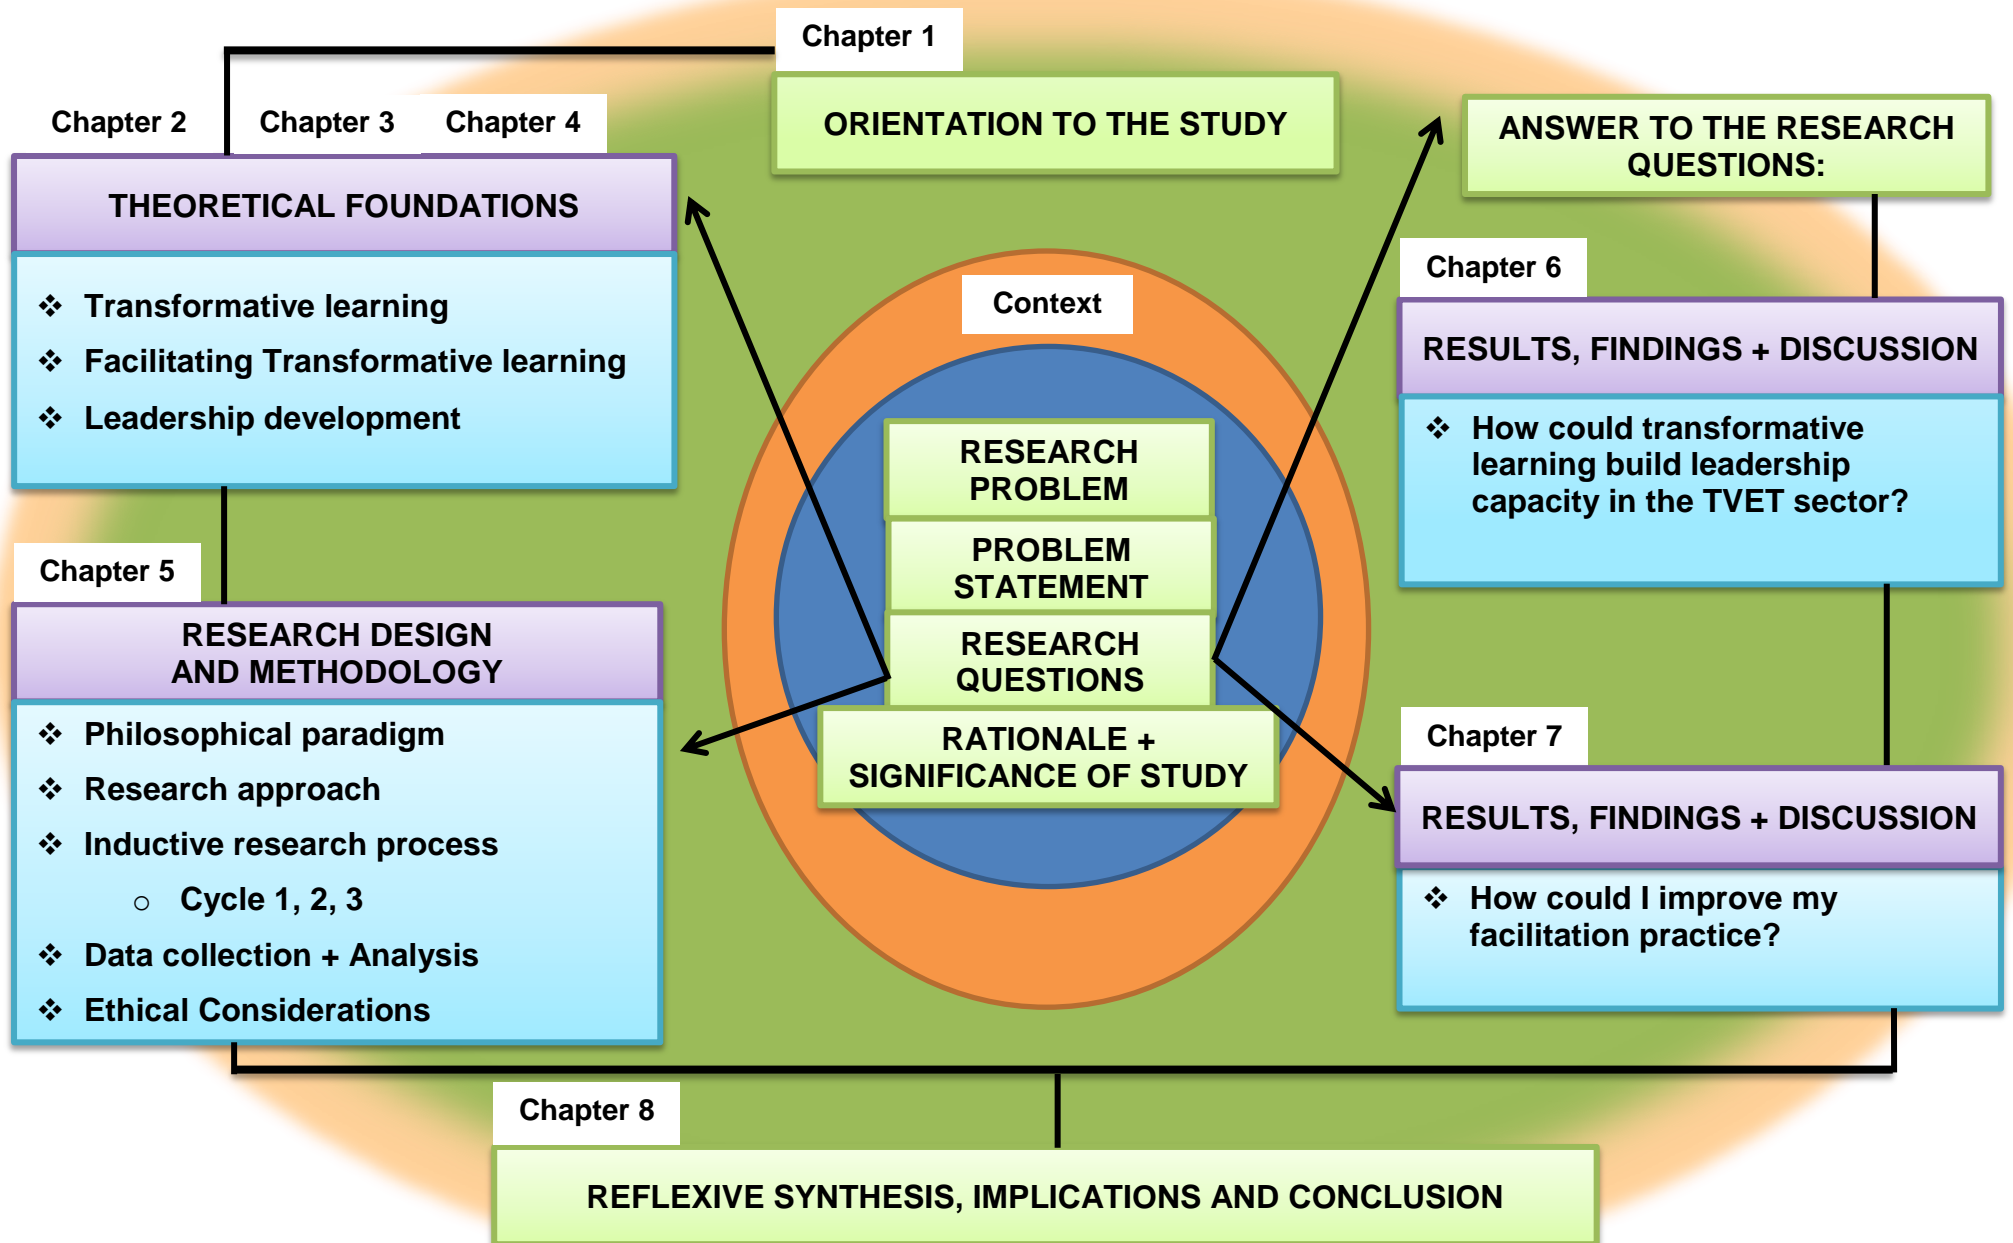 Chapter 1
ORIENTATION TO THE STUDY
Chapter 2
Chapter 3
Chapter 4
THEORETICAL FOUNDATIONS
❖ Transformative learning
❖ Facilitating Transformative learning
❖ Leadership development
Chapter 5
RESEARCH DESIGN
AND METHODOLOGY
❖ Philosophical paradigm
❖ Research approach
❖ Inductive research process
o Cycle 1, 2, 3
❖ Data collection + Analysis
❖ Ethical Considerations
Context
RESEARCH
PROBLEM
PROBLEM
STATEMENT
RESEARCH
QUESTIONS
RATIONALE +
SIGNIFICANCE OF STUDY
ANSWER TO THE RESEARCH
QUESTIONS:
Chapter 6
RESULTS, FINDINGS + DISCUSSION
❖ How could transformative
learning build leadership
capacity in the TVET sector?
Chapter 7
RESULTS, FINDINGS + DISCUSSION
❖ How could I improve my
facilitation practice?
Chapter 8
REFLEXIVE SYNTHESIS, IMPLICATIONS AND CONCLUSION